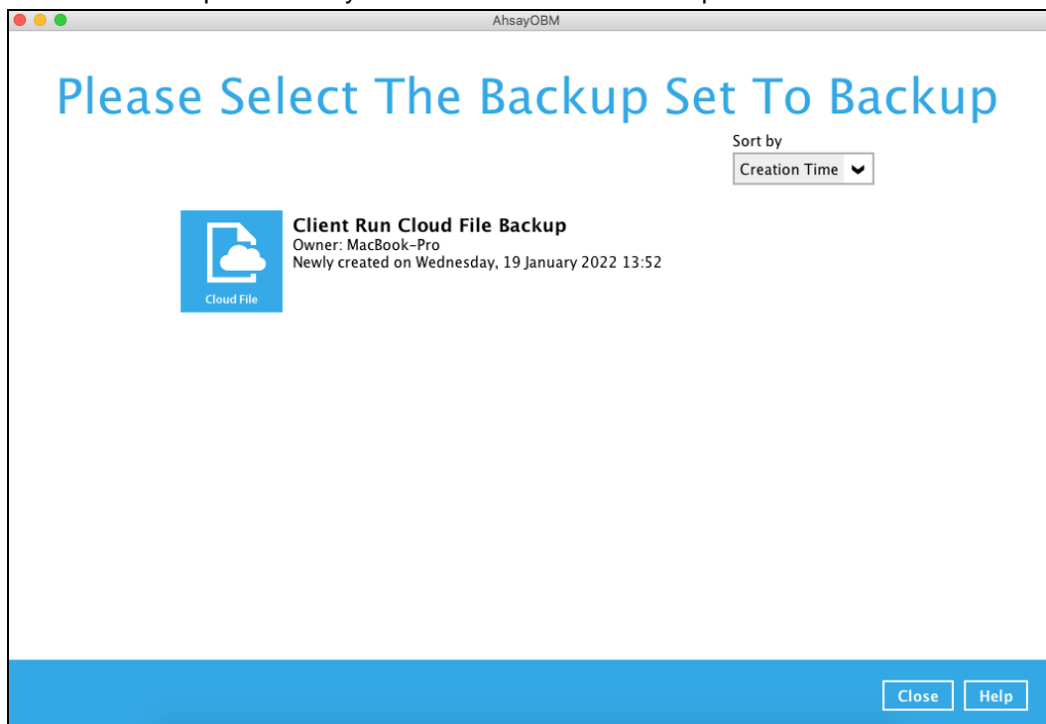 AhsayOBM
Please Select The Backup Set To Backup
Sort by
Creation Time
Client Run Cloud File Backup
Owner: MacBook-Pro
Newly created on Wednesday, 19 January 2022 13:52
Cloud File
Close Help